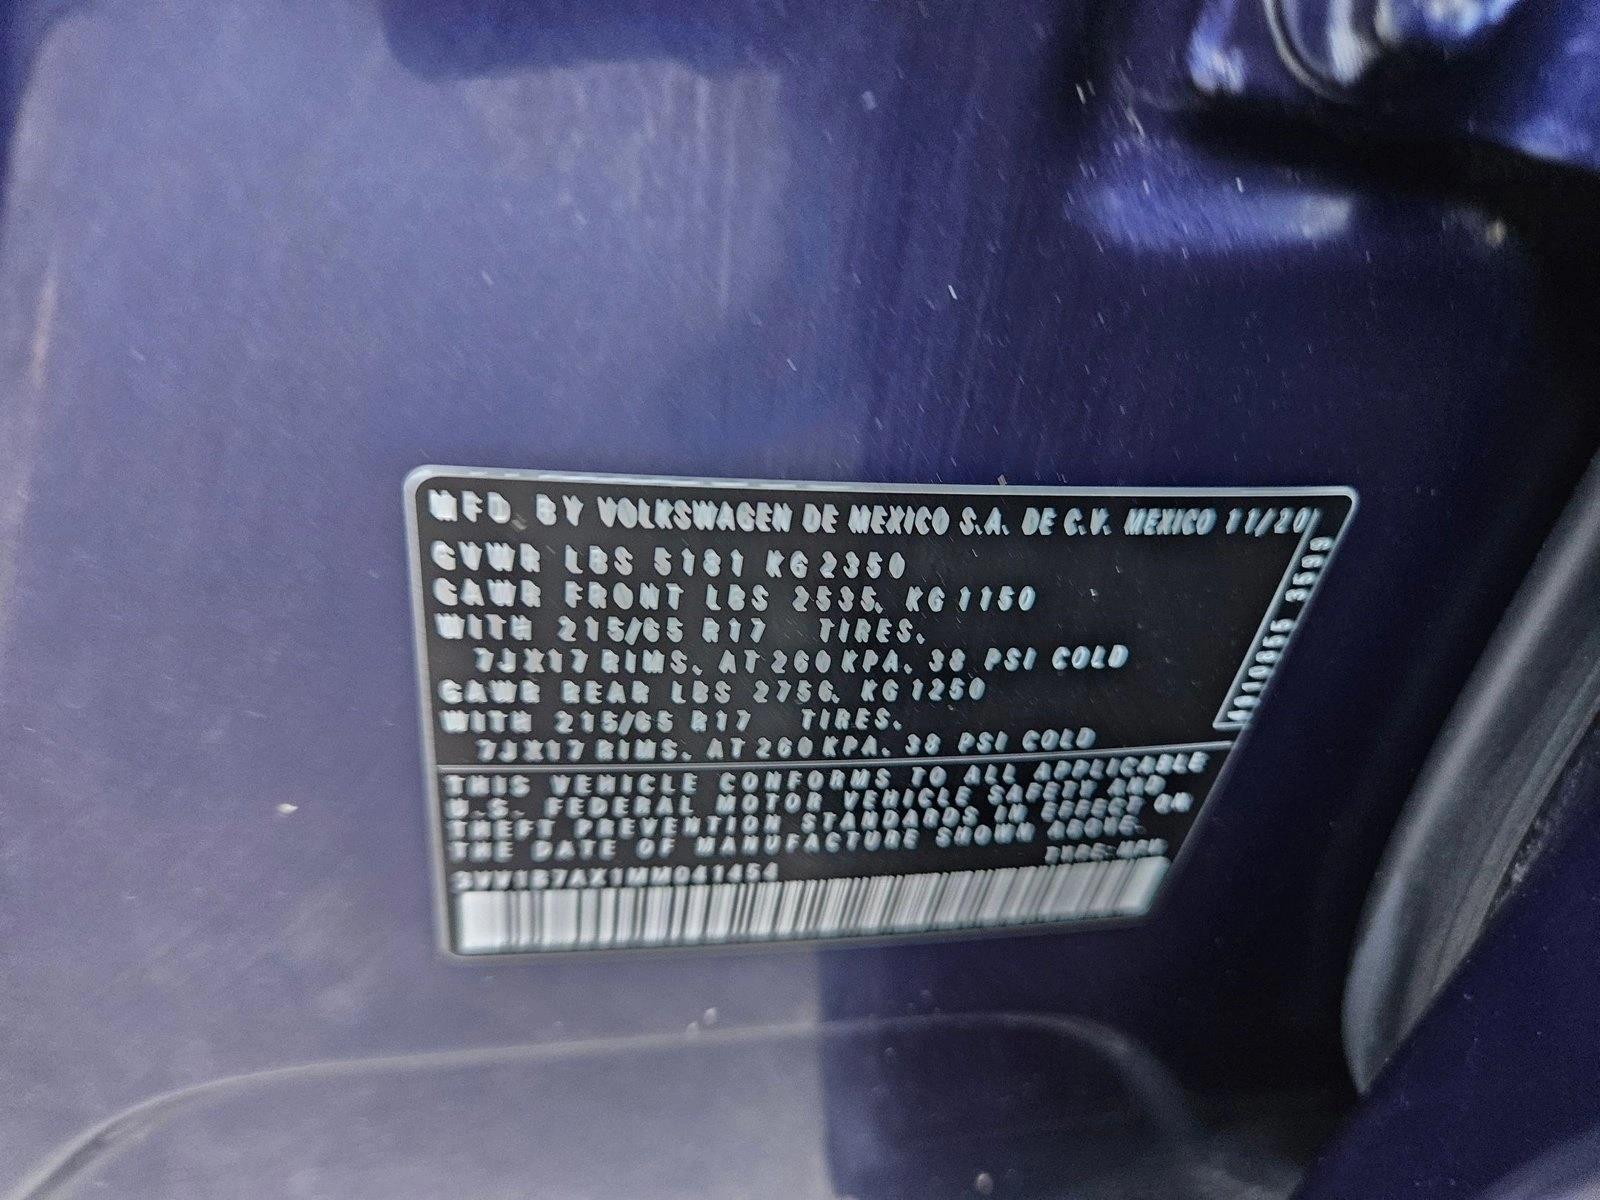 MFD. BY VOLKSWAGEN DE MEXICO S.A. DE C.V. MEXICO 11/20
GVWR LBS 5181 KG 2350
GAWR FRONT LBS 2535, KG 1150
WITH 215/65 R17 TIRES,
7JX17 RIMS, AT 260 KPA, 38 PSI COLD
GAWR REAR LBS 2756, KG 1250
WITH 215/65 R17 TIRES,
7JX17 RIMS, AT 260 KPA, 38 PSI COLD
THIS VEHICLE CONFORMS TO ALL APPLICABLE
U.S. FEDERAL MOTOR VEHICLE SAFETY AND
THEFT PREVENTION STANDARDS IN EFFECT ON
THE DATE OF MANUFACTURE SHOWN ABOVE.
TYPE: MPV
3VV1B7AX1MM041454